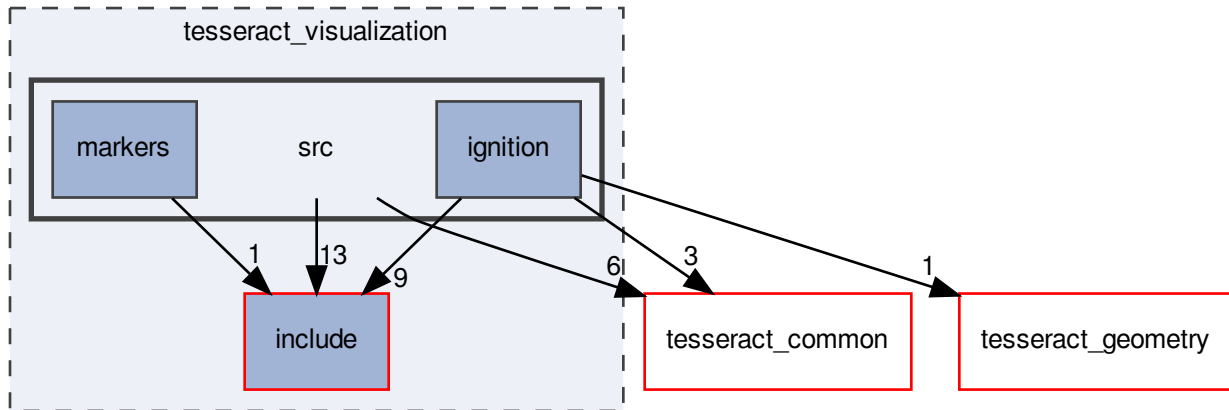 tesseract_visualization
markers
src
ignition
1
13
9
6
3
1
include
tesseract_common
tesseract_geometry